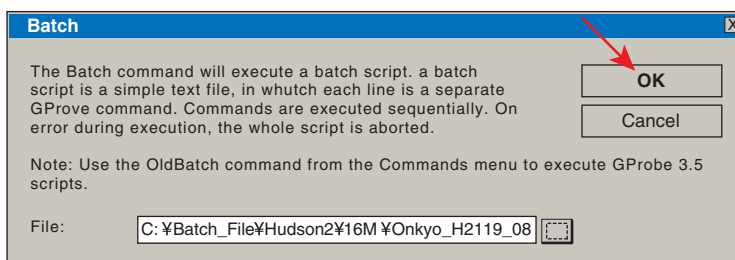 Batch
X
The Batch command will execute a batch script. a batch
script is a simple text file, in whutch each line is a separate
GProve command. Commands are executed sequentially. On
error during execution, the whole script is aborted.
OK
Cancel
Note: Use the OldBatch command from the Commands menu to execute GProbe 3.5
scripts.
File: C: ¥Batch_File¥Hudson2¥16M ¥Onkyo_H2119_08